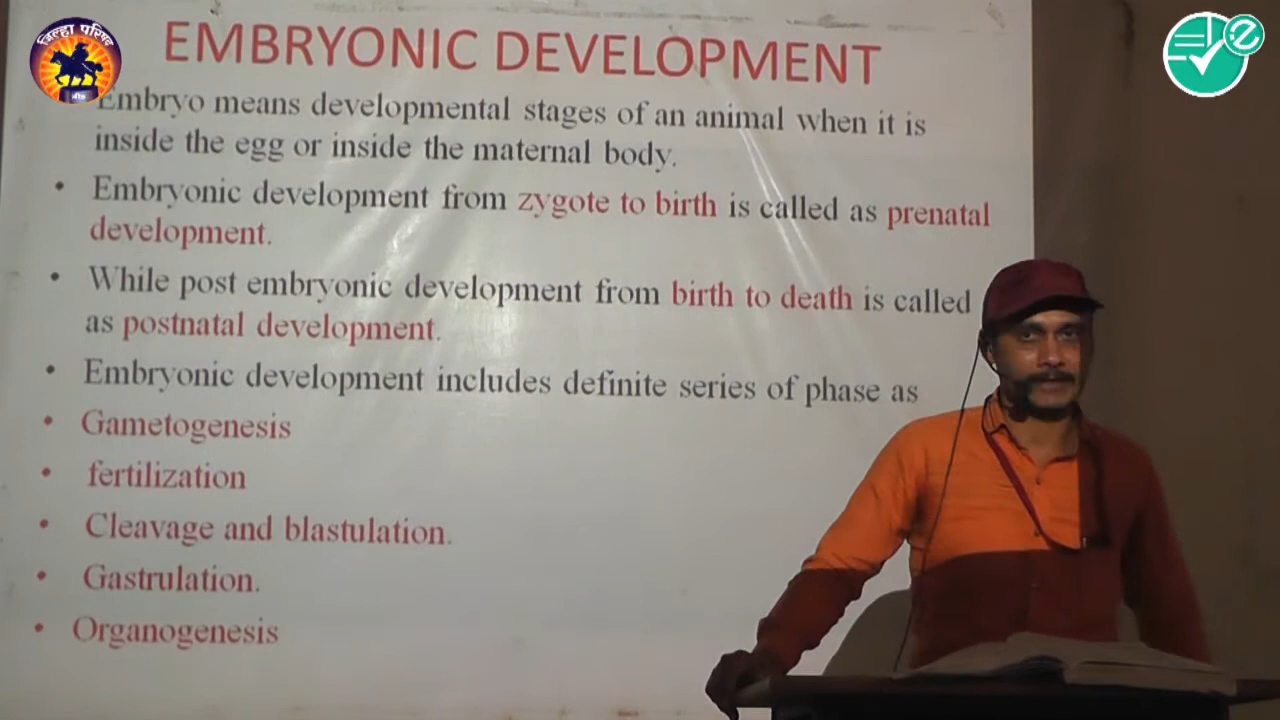 जिल्हा परिषद
EMBRYONIC DEVELOPMENT
Embryo means developmental stages of an animal when it is
inside the egg or inside the maternal body.
• Embryonic development from zygote to birth is called as prenatal
development.
• While post embryonic development from birth to death is called
as postnatal development.
• Embryonic development includes definite series of phase as
• Gametogenesis
• fertilization
• Cleavage and blastulation.
• Gastrulation.
• Organogenesis